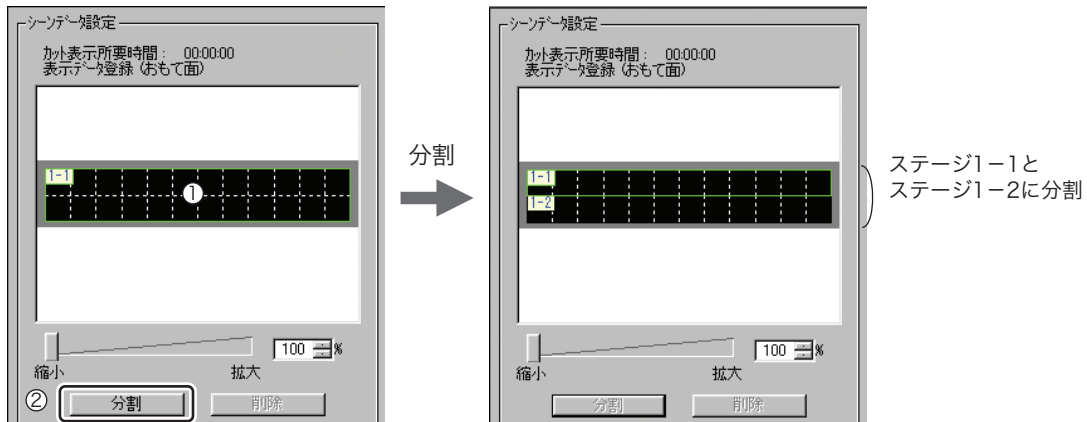 シーンデータ設定
カット表示所要時間： 00:00:00
表示データ登録（おもて面）
1-1
①
縮小
拡大
100 %
② 分割
削除
分割
シーンデータ設定
カット表示所要時間： 00:00:00
表示データ登録（おもて面）
1-1
1-2
縮小
拡大
100 %
分割
削除
ステージ1－1と
ステージ1－2に分割